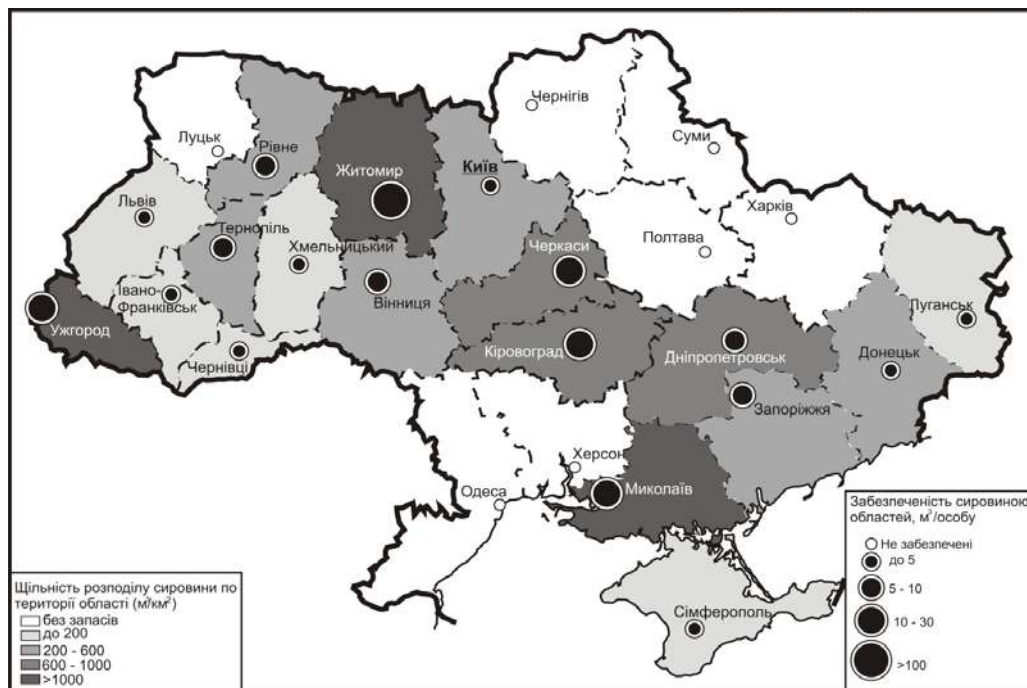 Чернігів
Луцьк
Суми
Рівне
Житомир
Київ
Львів
Харків
Тернопіль
Хмельницький
Черкаси
Полтава
Івано-
Франківськ
Вінниця
Луганськ
Ужгород
Кіровоград
Дніпропетровськ
Донецьк
Чернівці
Запоріжжя
Херсон
Одеса
Миколаїв
Сімферополь
Забезпеченість сировиною
областей, м³/особу
Не забезпечені
до 5
5 - 10
10 - 30
>100
Щільність розподілу сировини по
території області (м³/км²)
без запасів
до 200
200 - 600
600 - 1000
>1000